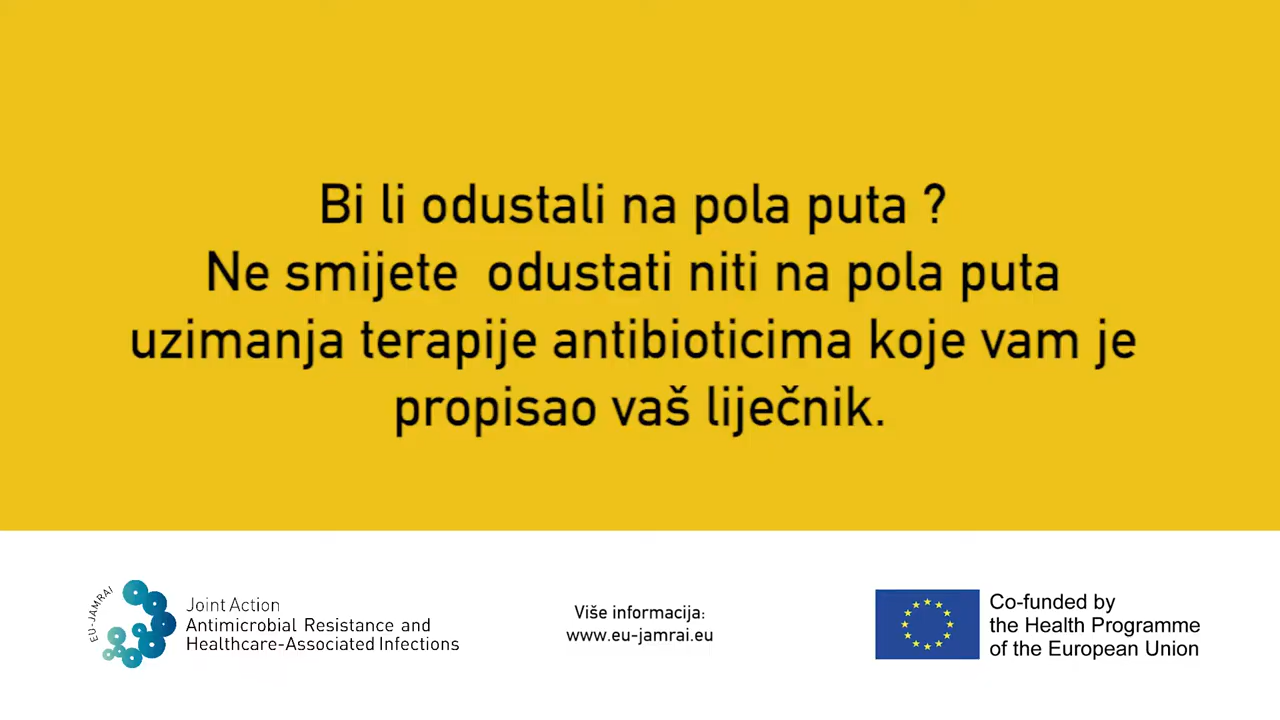 Bi li odustali na pola puta ?
Ne smijete  odustati niti na pola puta
uzimanja terapije antibioticima koje vam je
propisao vaš liječnik.
EU-JAMRAI
Joint Action
Antimicrobial Resistance and
Healthcare-Associated Infections
Više informacija:
www.eu-jamrai.eu
Co-funded by
the Health Programme
of the European Union